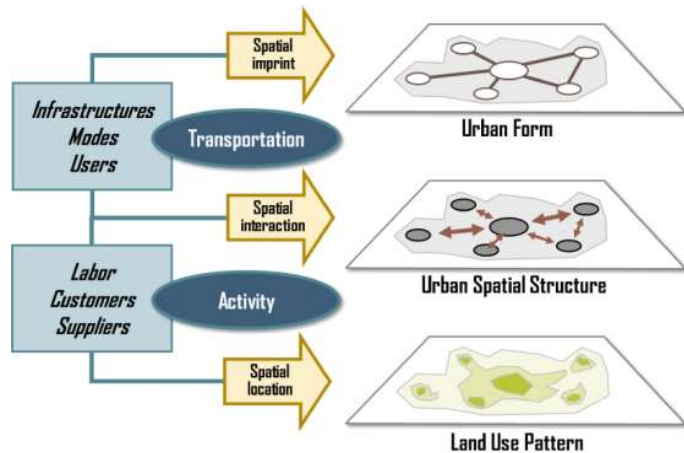 Spatial
imprint
Infrastructures
Modes
Users
Transportation
Urban Form
Spatial
interaction
Labor
Customers
Suppliers
Activity
Urban Spatial Structure
Spatial
location
Land Use Pattern